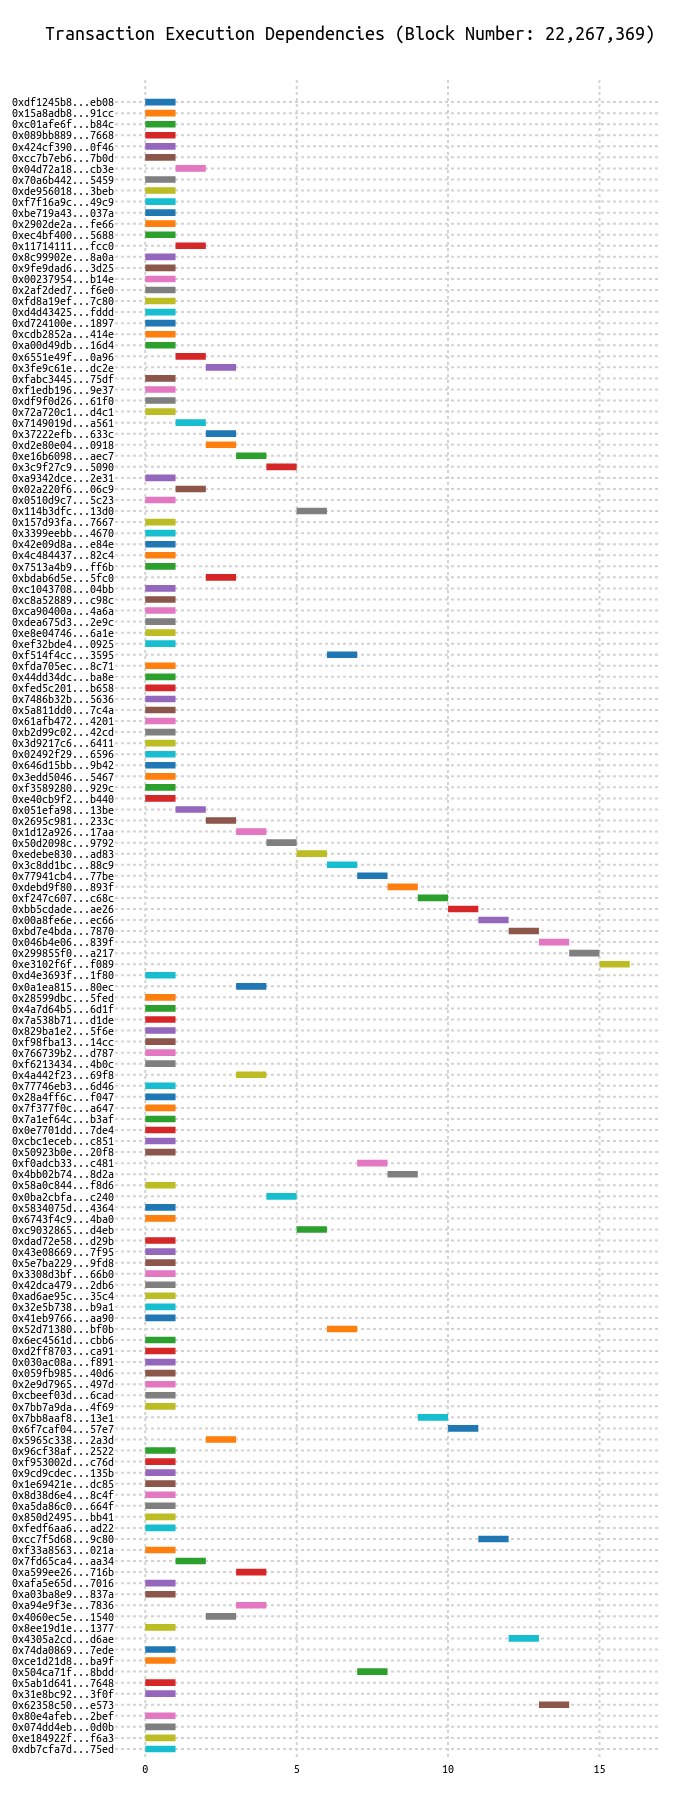 Transaction Execution Dependencies (Block Number: 22,267,369)
0xdf1245b8...eb08
0x15a8adb8...91cc
0xc01afe6f...b84c
0x089bb889...7668
0x424cf390...0f46
0xcc7b7eb6...7b0d
0x04d72a18...cb3e
0x70a6b442...5459
0xde956018...3beb
0xf7f16a9c...49c9
0xbe719a43...037a
0x2902de2a...fe66
0xec4bf400...5688
0x11714111...fcc0
0x8c99902e...8a0a
0x9fe9dad6...3d25
0x00237954...b14e
0x2af2ded7...f6e0
0xfd8a19ef...7c80
0xd4d43425...fddd
0xd724100e...1897
0xcdb2852a...414e
0xa00d49db...16d4
0x6551e49f...0a96
0x3fe9c61e...dc2e
0xfabc3445...75df
0xf1edb196...9e37
0xdf9f0d26...61f0
0x72a720c1...d4c1
0x7149019d...a561
0x37222efb...633c
0xd2e80e04...0918
0xe16b6098...aec7
0x3c9f27c9...5090
0xa9342dce...2e31
0x02a220f6...06c9
0x0510d9c7...5c23
0x114b3dfc...13d0
0x157d93fa...7667
0x3399eebb...4670
0x42e09d8a...e84e
0x4c484437...82c4
0x7513a4b9...ff6b
0xbdab6d5e...5fc0
0xc1043708...04bb
0xc8a52889...c98c
0xca90400a...4a6a
0xdea675d3...2e9c
0xe8e04746...6a1e
0xef32bde4...0925
0xf514f4cc...3595
0xfda705ec...8c71
0x44dd34dc...ba8e
0xfed5c201...b658
0x7486b32b...5636
0x5a811dd0...7c4a
0x61afb472...4201
0xb2d99c02...42cd
0x3d9217c6...6411
0x02492f29...6596
0x646d15bb...9b42
0x3edd5046...5467
0xf3589280...929c
0xe40cb9f2...b440
0x051efa98...13be
0x2695c981...233c
0x1d12a926...17aa
0x50d2098c...9792
0xedebe830...ad83
0x3c8dd1bc...88c9
0x77941cb4...77be
0xdebd9f80...893f
0xf247c607...c68c
0xbb5cdade...ae26
0x00a8fe6e...ec66
0xbd7e4bda...7870
0x046b4e06...839f
0x299855f0...a217
0xe3102f6f...f089
0xd4e3693f...1f80
0x0a1ea815...80ec
0x28599dbc...5fed
0x4a7d64b5...6d1f
0x7a538b71...d1de
0x829ba1e2...5f6e
0xf98fba13...14cc
0x766739b2...d787
0xf6213434...4b0c
0x4a442f23...69f8
0x77746eb3...6d46
0x28a4ff6c...f047
0x7f377f0c...a647
0x7a1ef64c...b3af
0x0e7701dd...7de4
0xcbc1eceb...c851
0x50923b0e...20f8
0xf0adcb33...c481
0x4bb02b74...8d2a
0x58a0c844...f8d6
0x0ba2cbfa...c240
0x5834075d...4364
0x6743f4c9...4ba0
0xc9032865...d4eb
0xdad72e58...d29b
0x43e08669...7f95
0x5e7ba229...9fd8
0x3308d3bf...66b0
0x42dca479...2db6
0xad6ae95c...35c4
0x32e5b738...b9a1
0x41eb9766...aa90
0x52d71380...bf0b
0x6ec4561d...cbb6
0xd2ff8703...ca91
0x030ac08a...f891
0x059fb985...40d6
0x2e9d7965...497d
0xcbeef03d...6cad
0x7bb7a9da...4f69
0x7bb8aaf8...13e1
0x6f7caf04...57e7
0x5965c338...2a3d
0x96cf38af...2522
0xf953002d...c76d
0x9cd9cdec...135b
0x1e69421e...dc85
0x8d38d6e4...8c4f
0xa5da86c0...664f
0x850d2495...bb41
0xfedf6aa6...ad22
0xcc7f5d68...9c80
0xf33a8563...021a
0x7fd65ca4...aa34
0xa599ee26...716b
0xafa5e65d...7016
0xa03ba8e9...837a
0xa94e9f3e...7836
0x4060ec5e...1540
0x8ee19d1e...1377
0x4305a2cd...d6ae
0x74da0869...7ede
0xce1d21d8...ba9f
0x504ca71f...8bdd
0x5ab1d641...7648
0x31e8bc92...3f0f
0x62358c50...e573
0x80e4afeb...2bef
0x074dd4eb...0d0b
0xe184922f...f6a3
0xdb7cfa7d...75ed
0 5 10 15